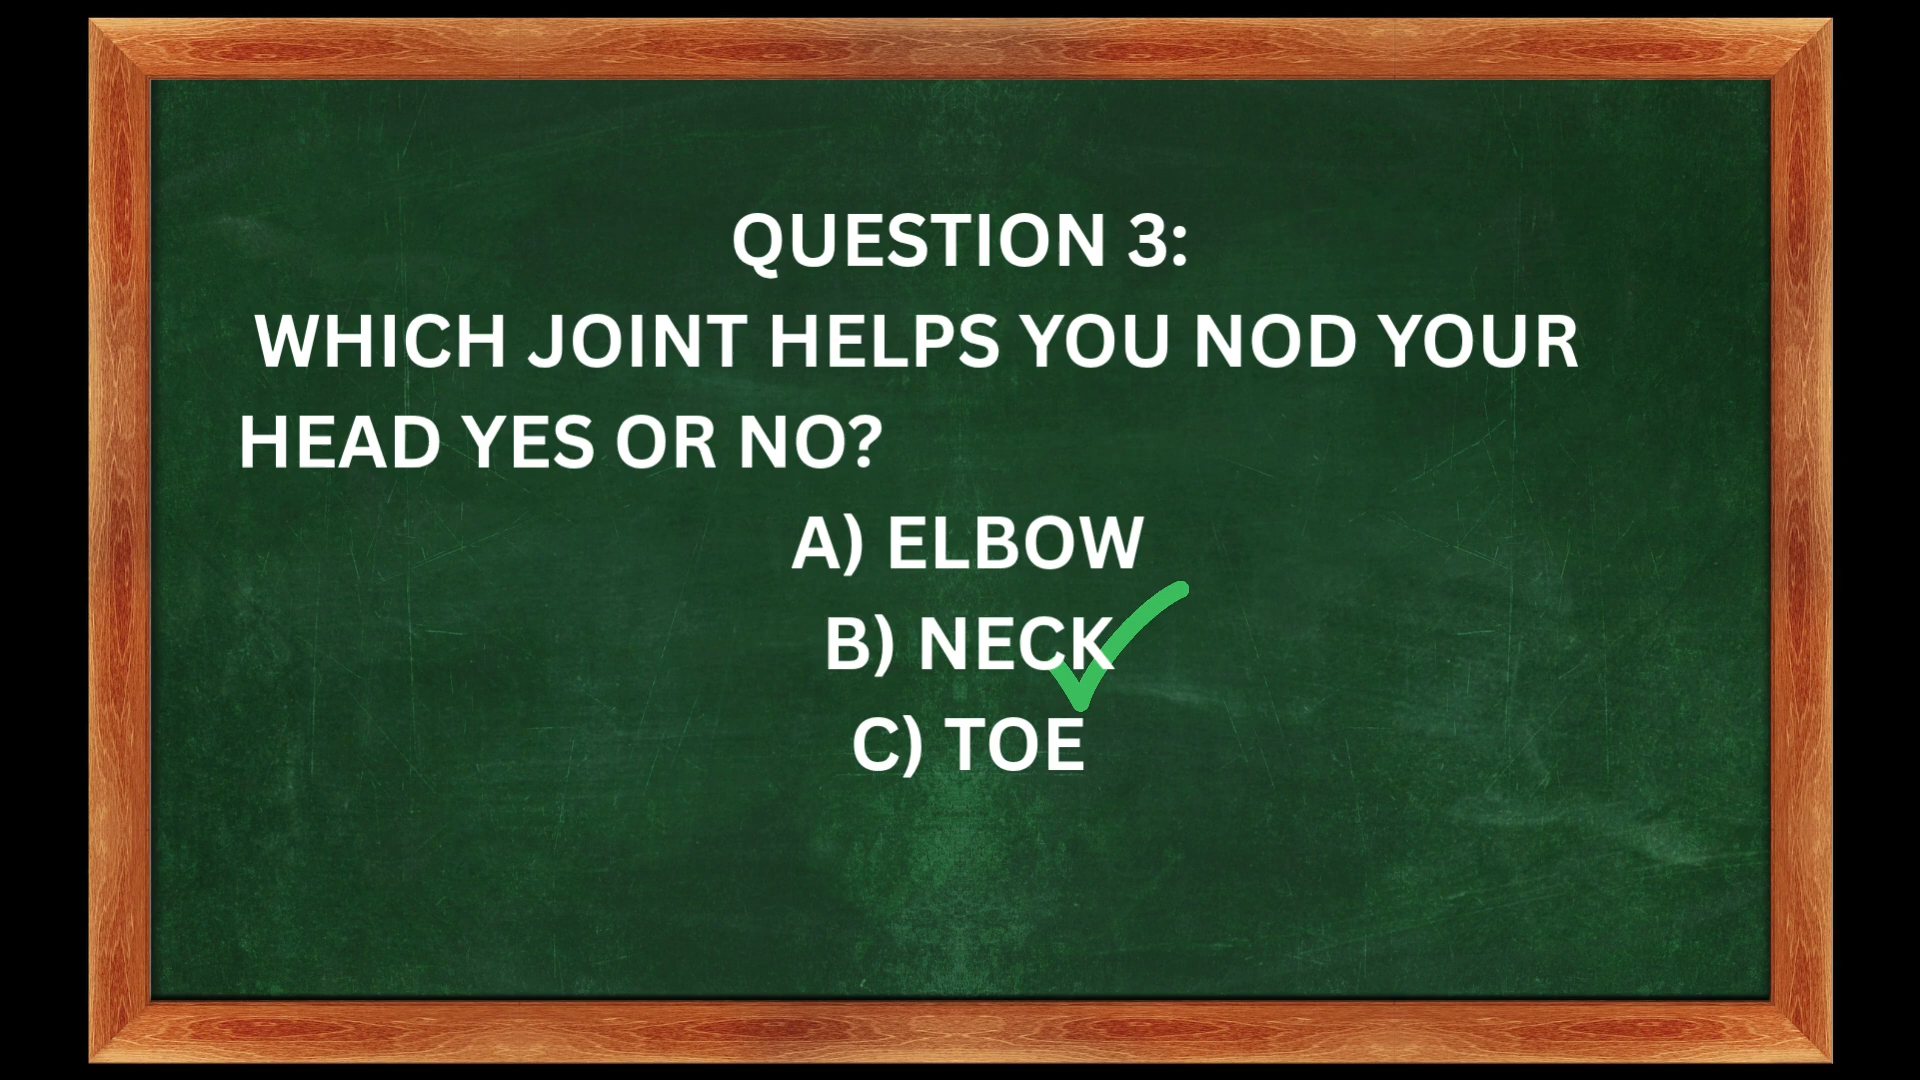 QUESTION 3:
WHICH JOINT HELPS YOU NOD YOUR
HEAD YES OR NO?
A) ELBOW
B) NECK
C) TOE